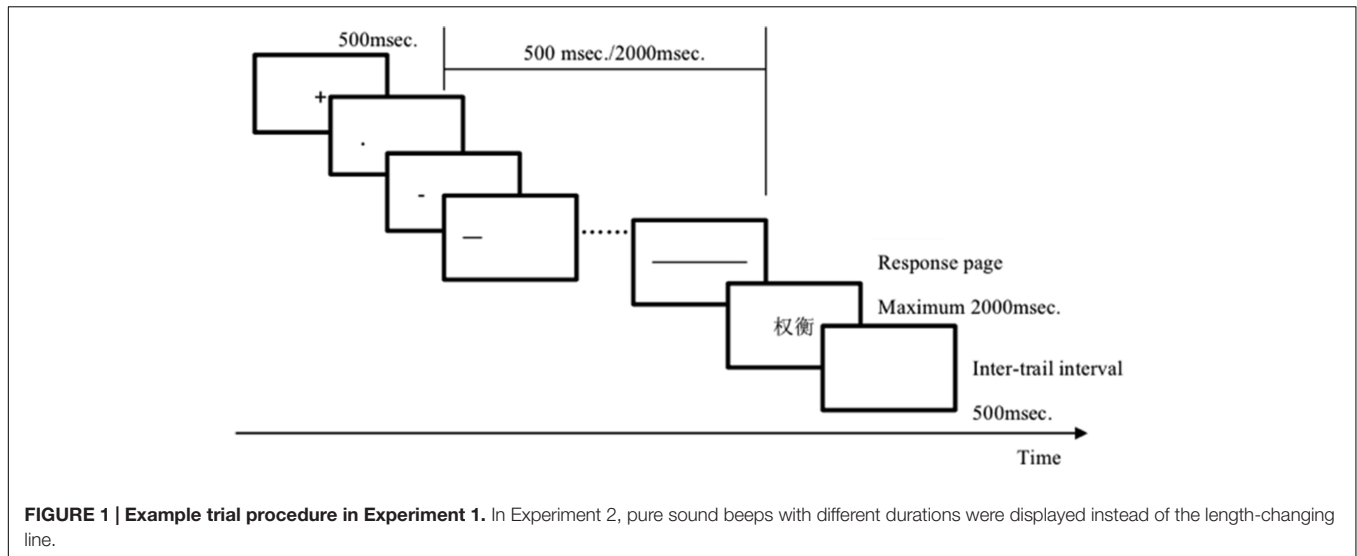 500msec.
500 msec./2000msec.
+
Response page
Maximum 2000msec.
权衡
Inter-trail interval
500msec.
Time
FIGURE 1 | Example trial procedure in Experiment 1. In Experiment 2, pure sound beeps with different durations were displayed instead of the length-changing
line.